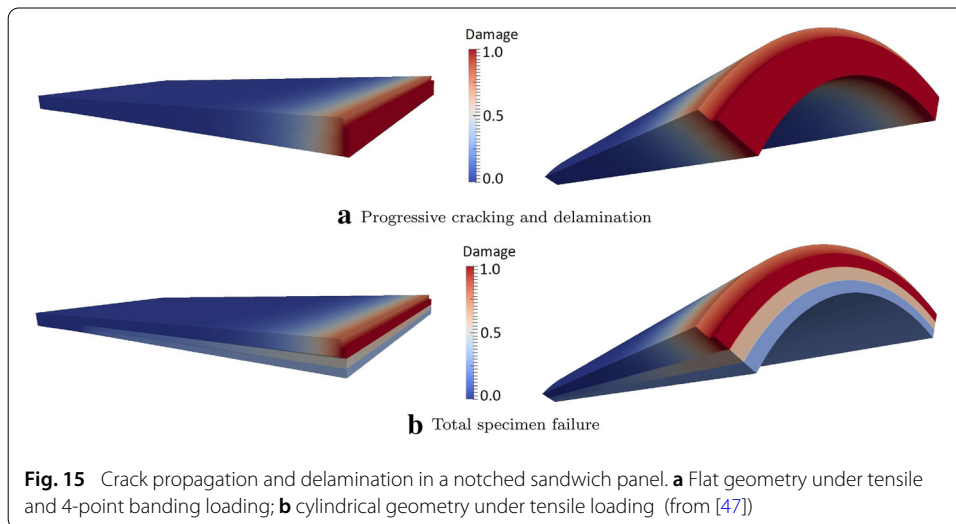 Damage
1.0
0.5
0.0
a Progressive cracking and delamination
Damage
1.0
0.5
0.0
b Total specimen failure
Fig. 15 Crack propagation and delamination in a notched sandwich panel. a Flat geometry under tensile
and 4-point banding loading; b cylindrical geometry under tensile loading (from [47])